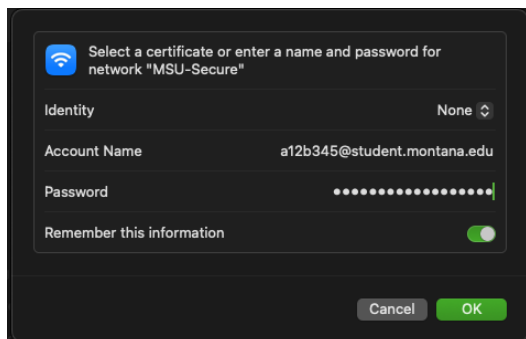 Select a certificate or enter a name and password for
network "MSU-Secure"
Identity None
Account Name a12b345@student.montana.edu
Password ••••••••••••••••••
Remember this information
Cancel OK